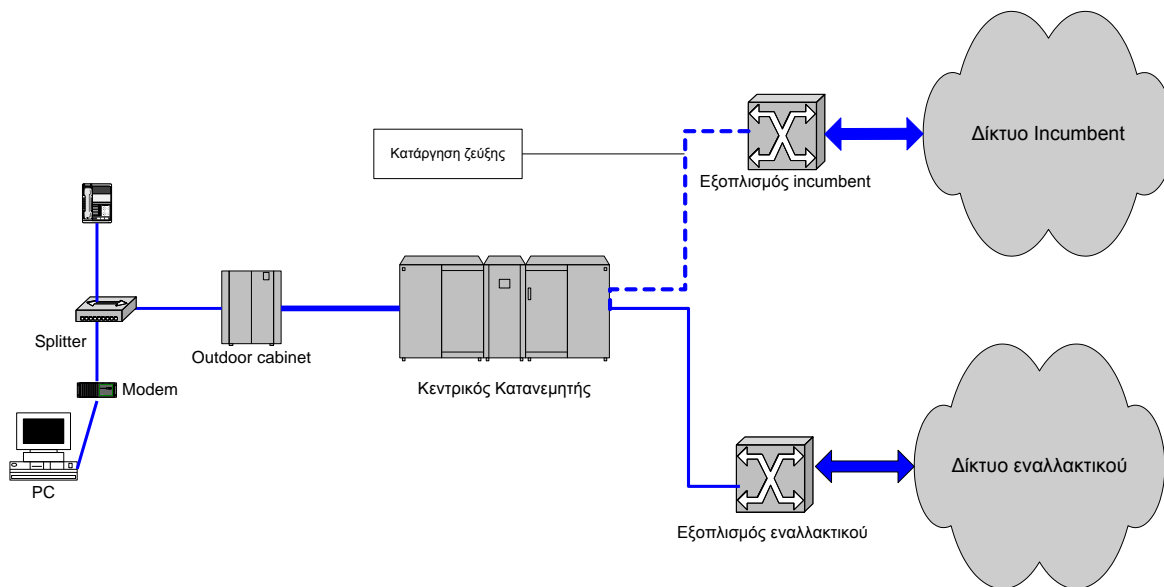 Δίκτυο Incumbent
Κατάργηση ζεύξης
Εξοπλισμός incumbent
Splitter
Outdoor cabinet
Modem
Κεντρικός Κατανεμητής
PC
Δίκτυο εναλλακτικού
Εξοπλισμός εναλλακτικού